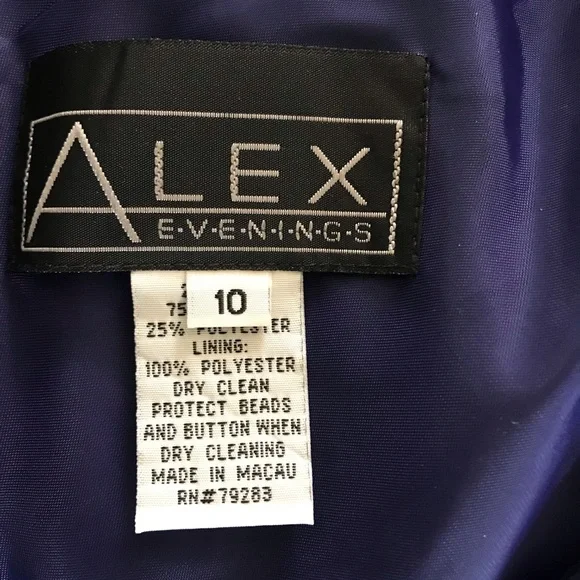 ALEX
E·V·E·N·I·N·G·S
10
75
25% POLYESTER
LINING:
100% POLYESTER
DRY CLEAN
PROTECT BEADS
AND BUTTON WHEN
DRY CLEANING
MADE IN MACAU
RN#79283